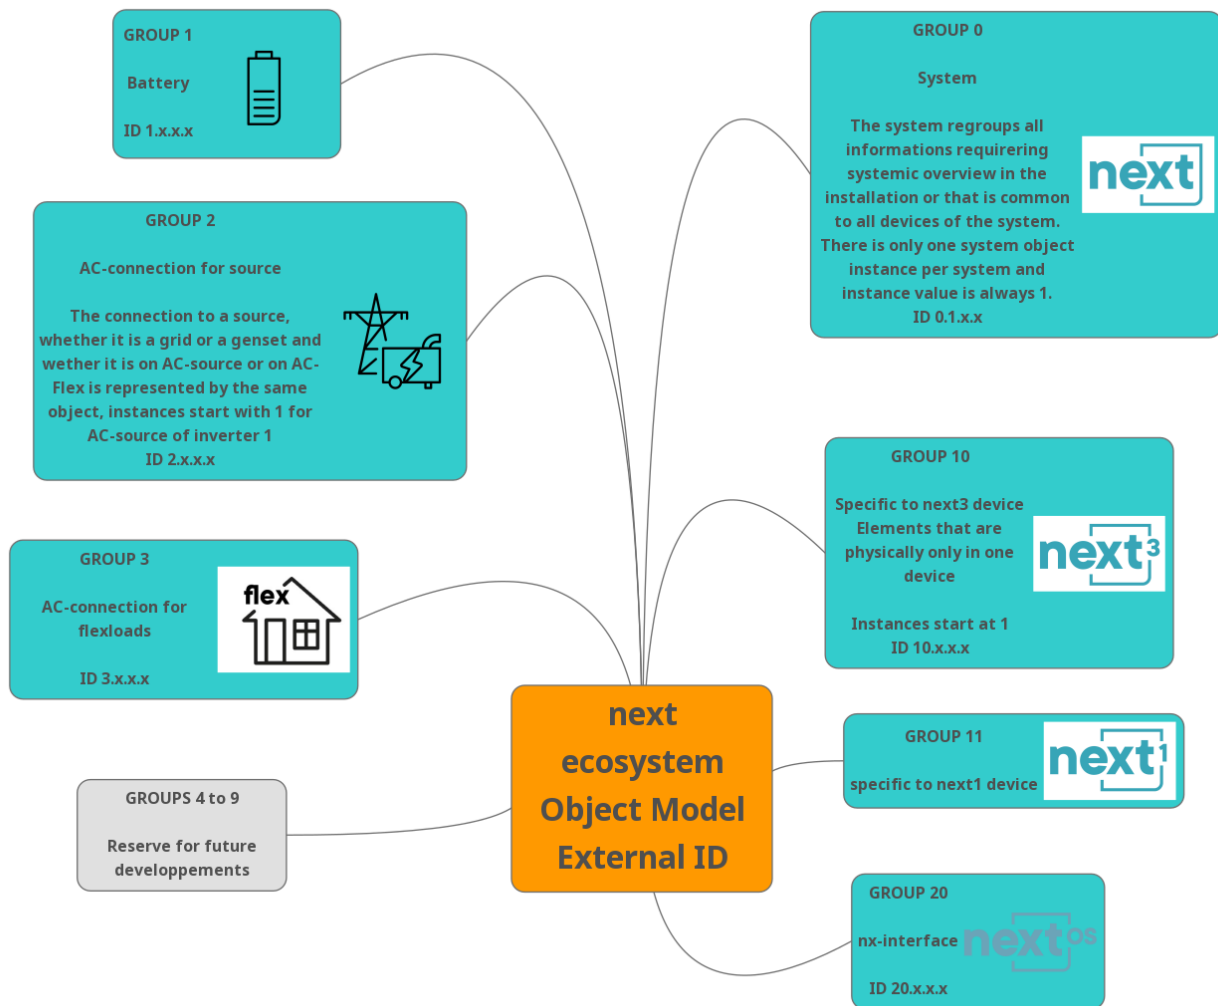 GROUP 1
Battery
ID 1.x.x.x
GROUP 0
System
The system regroups all
informations requirering
systemic overview in the
installation or that is common
to all devices of the system.
There is only one system object
instance per system and
instance value is always 1.
ID 0.1.x.x
next
GROUP 2
AC-connection for source
The connection to a source,
whether it is a grid or a genset and
wether it is on AC-source or on AC-
Flex is represented by the same
object, instances start with 1 for
AC-source of inverter 1
ID 2.x.x.x
GROUP 10
Specific to next3 device
Elements that are
physically only in one
device
Instances start at 1
ID 10.x.x.x
next3
GROUP 3
AC-connection for
flexloads
ID 3.x.x.x
flex
next
ecosystem
Object Model
External ID
GROUP 11
specific to next1 device
next1
GROUPS 4 to 9
Reserve for future
developpements
GROUP 20
nx-interface
ID 20.x.x.x
nextOS